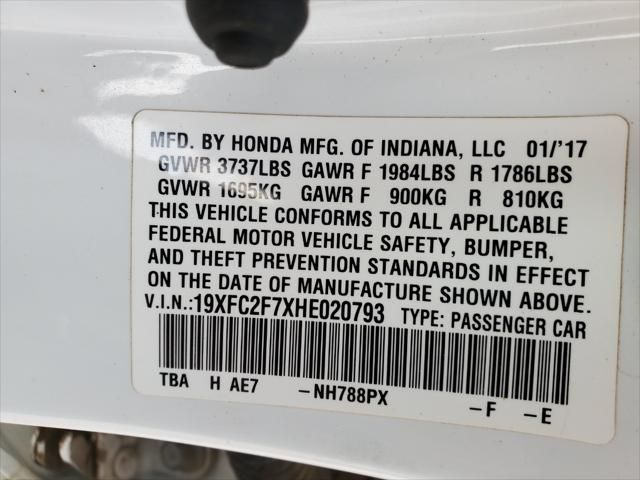 MFD. BY HONDA MFG. OF INDIANA, LLC 01/'17
GVWR 3737LBS GAWR F 1984LBS R 1786LBS
GVWR 1695KG GAWR F 900KG R 810KG
THIS VEHICLE CONFORMS TO ALL APPLICABLE
FEDERAL MOTOR VEHICLE SAFETY, BUMPER,
AND THEFT PREVENTION STANDARDS IN EFFECT
ON THE DATE OF MANUFACTURE SHOWN ABOVE.
V.I.N.:19XFC2F7XHE020793 TYPE: PASSENGER CAR
TBA H AE7 –NH788PX –F –E